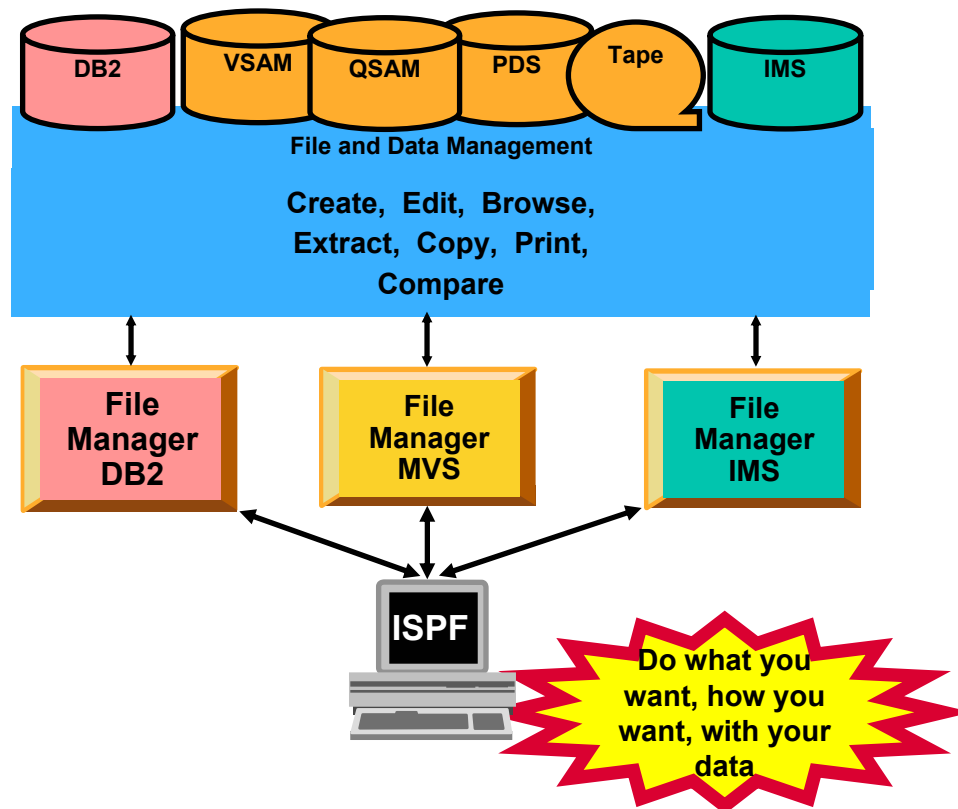 DB2
VSAM
QSAM
PDS
Tape
IMS
File and Data Management
Create, Edit, Browse,
Extract, Copy, Print,
Compare
File
Manager
DB2
File
Manager
MVS
File
Manager
IMS
ISPF
Do what you
want, how you
want, with your
data